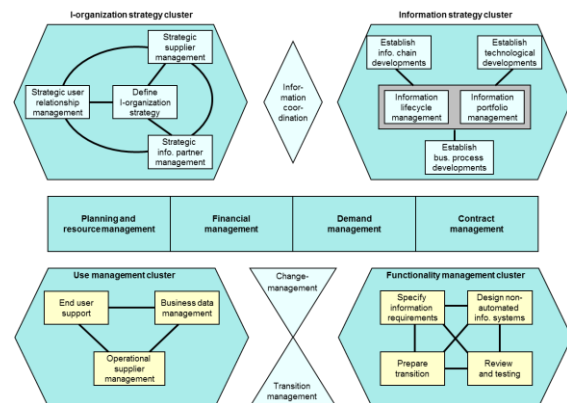 I-organization strategy cluster
Strategic
supplier
management
Strategic user
relationship
management
Define
I-organization
strategy
Strategic
info. partner
management
Infor-
mation
coor-
dination
Information strategy cluster
Establish
info. chain
developments
Establish
technological
developments
Information
lifecycle
management
Information
portfolio
management
Establish
bus. process
developments
Planning and
resource management
Financial
management
Demand
management
Contract
management
Use management cluster
End user
support
Business data
management
Operational
supplier
management
Change-
management
Transition
management
Functionality management cluster
Specify
information
requirements
Design non-
automated
info. systems
Prepare
transition
Review
and testing